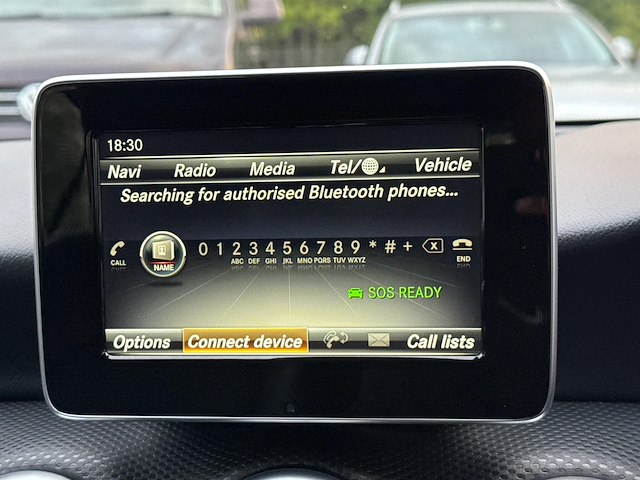 18:30
Navi Radio Media Tel/ Vehicle
Searching for authorised Bluetooth phones...
0 1 2 3 4 5 6 7 8 9 * # +
CALL NAME ABC DEF GHI JKL MNO PQRS TUV WXYZ END
SOS READY
Options Connect device Call lists